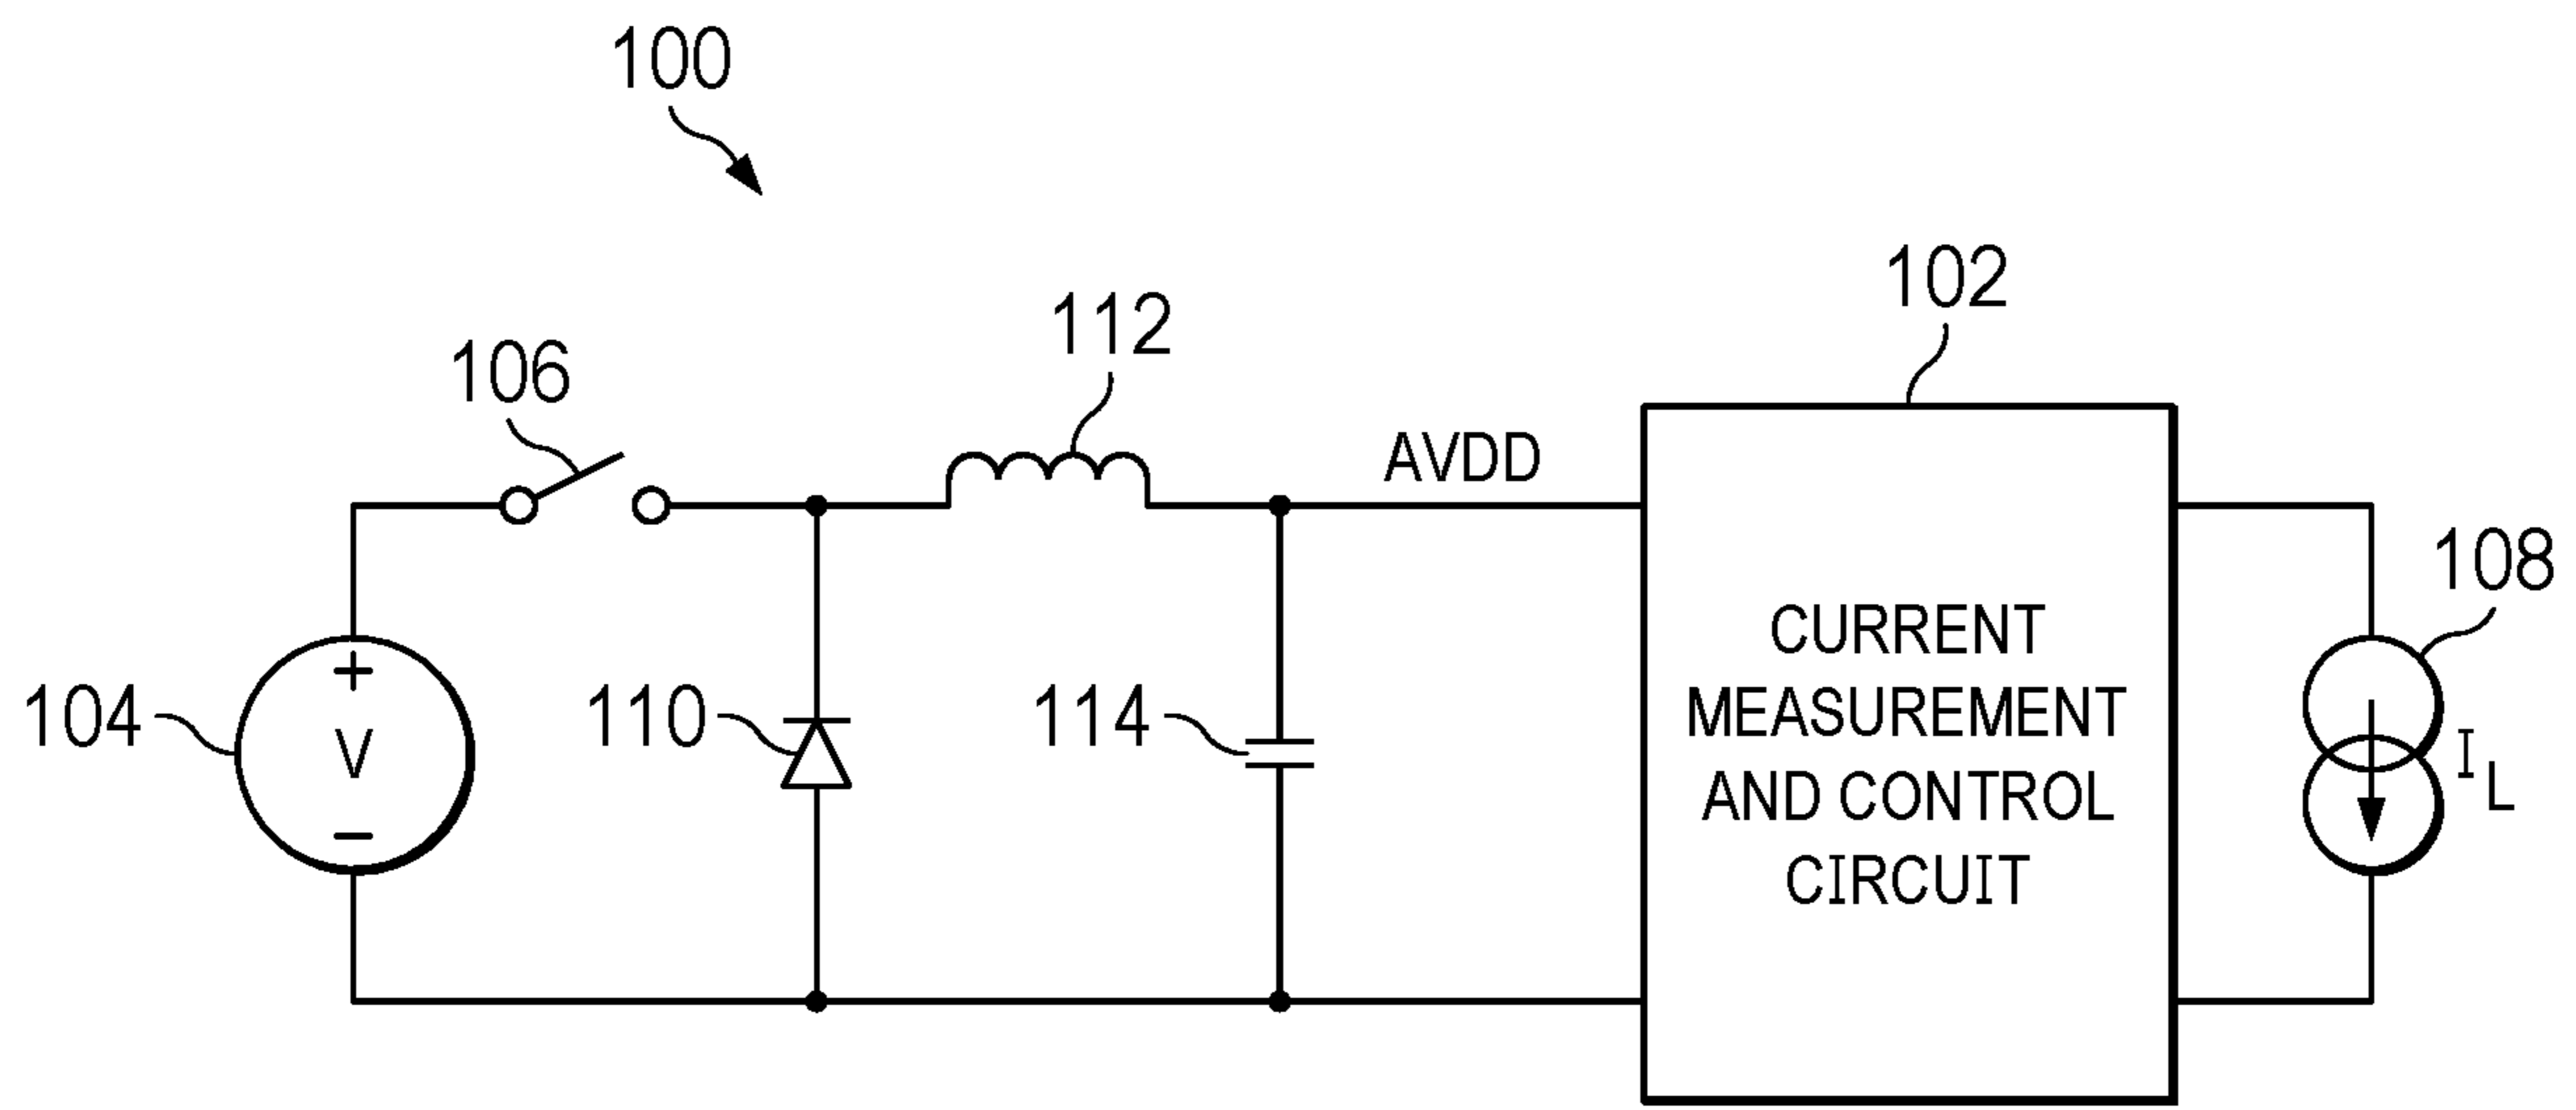 100
102
112
106
AVDD
108
CURRENT
MEASUREMENT
AND CONTROL
CIRCUIT
104
+
V
−
110
114
I L